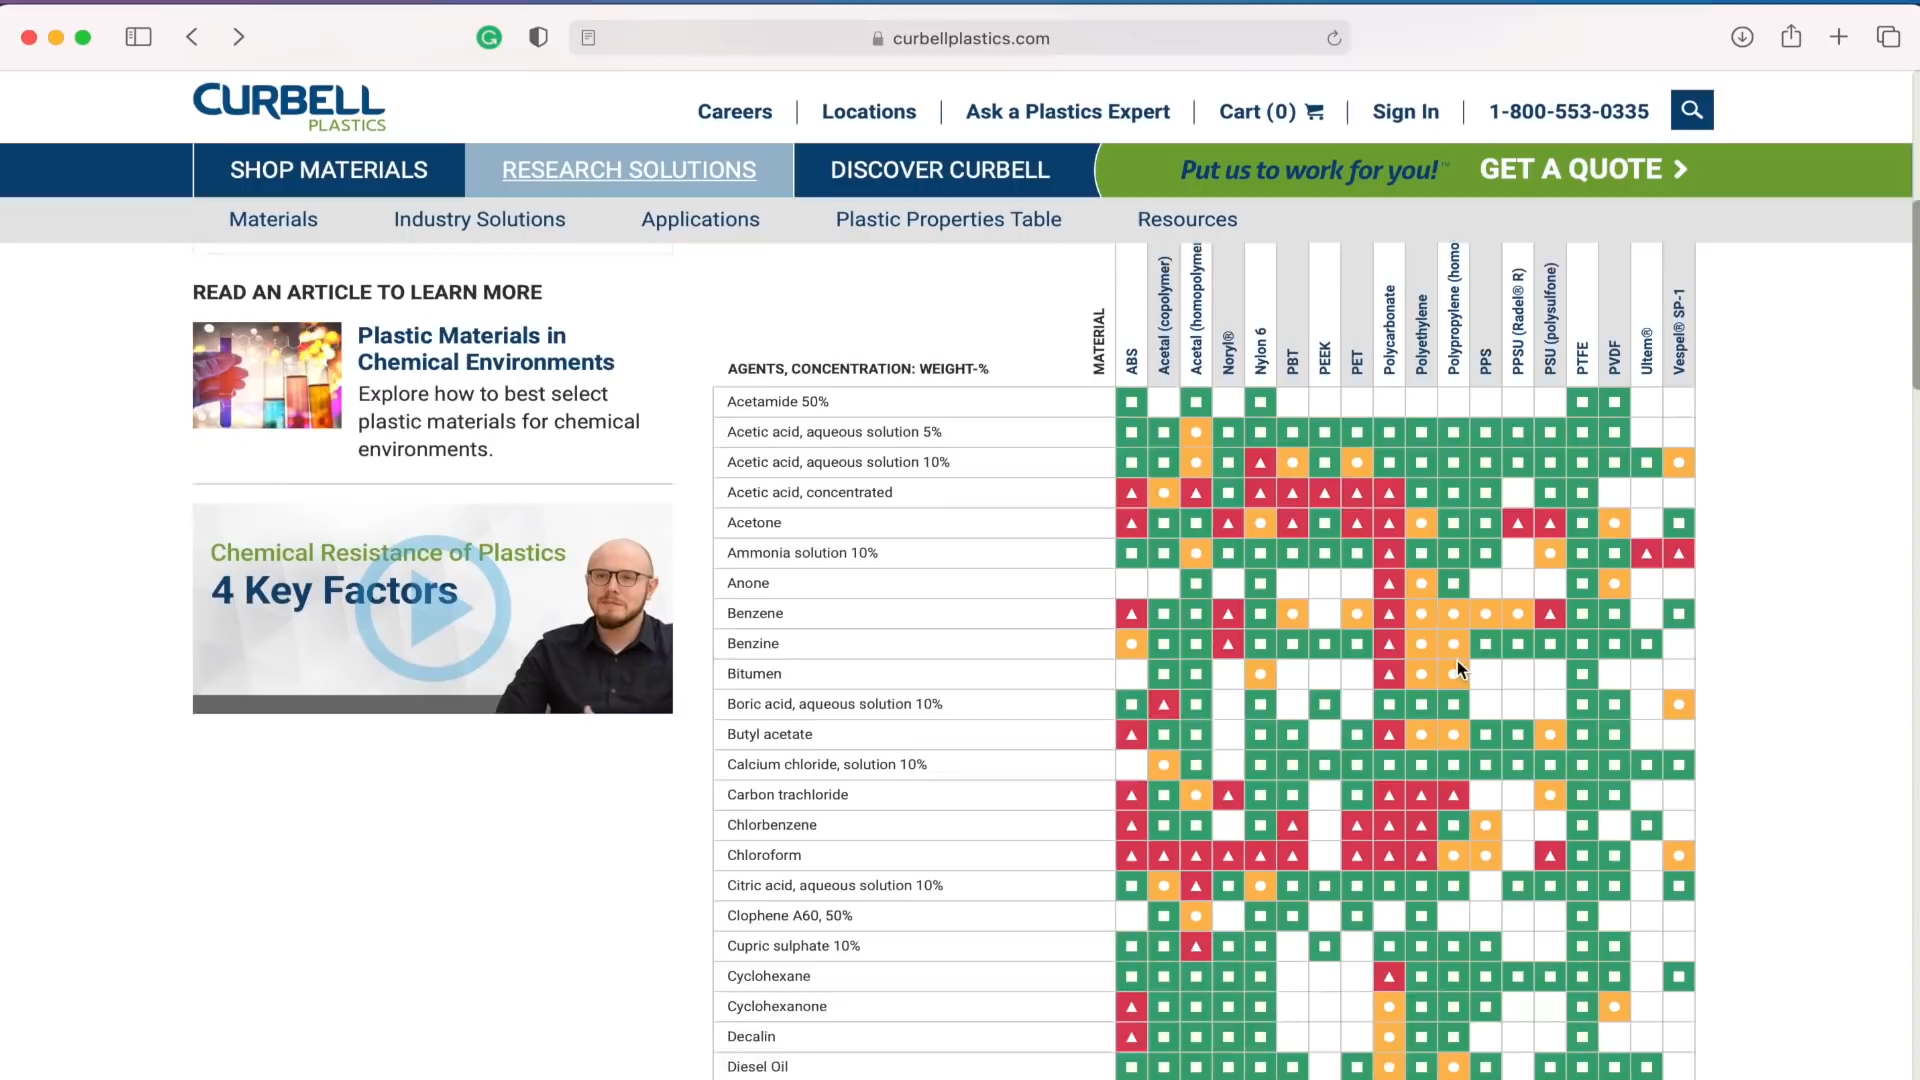 curbellplastics.com
CURBELL
PLASTICS
Careers
Locations
Ask a Plastics Expert
Cart (0)
Sign In
1-800-553-0335
SHOP MATERIALS
RESEARCH SOLUTIONS
DISCOVER CURBELL
Put us to work for you!™
GET A QUOTE
Materials
Industry Solutions
Applications
Plastic Properties Table
Resources
READ AN ARTICLE TO LEARN MORE
Plastic Materials in
Chemical Environments
Explore how to best select
plastic materials for chemical
environments.
Chemical Resistance of Plastics
4 Key Factors
AGENTS, CONCENTRATION: WEIGHT-%
MATERIAL
ABS
Acetal (copolymer)
Acetal (homopolymer
Noryl®
Nylon 6
PBT
PEEK
PET
Polycarbonate
Polyethylene
Polypropylene (homo
PPS
PPSU (Radel® R)
PSU (polysulfone)
PTFE
PVDF
Ultem®
Vespel® SP-1
Acetamide 50%
Acetic acid, aqueous solution 5%
Acetic acid, aqueous solution 10%
Acetic acid, concentrated
Acetone
Ammonia solution 10%
Anone
Benzene
Benzine
Bitumen
Boric acid, aqueous solution 10%
Butyl acetate
Calcium chloride, solution 10%
Carbon trachloride
Chlorbenzene
Chloroform
Citric acid, aqueous solution 10%
Clophene A60, 50%
Cupric sulphate 10%
Cyclohexane
Cyclohexanone
Decalin
Diesel Oil